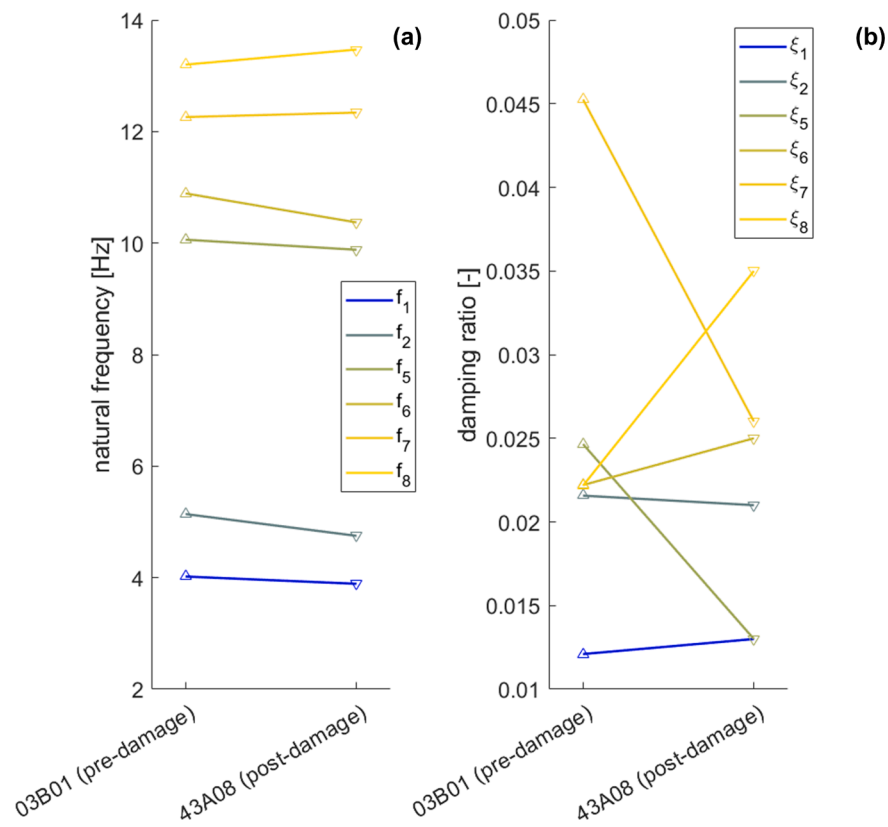 (a)
natural frequency [Hz]
14
12
10
8
6
4
2
f1
f2
f5
f6
f7
f8
03B01 (pre-damage)
43A08 (post-damage)
(b)
damping ratio [-]
0.05
0.045
0.04
0.035
0.03
0.025
0.02
0.015
0.01
ξ1
ξ2
ξ5
ξ6
ξ7
ξ8
03B01 (pre-damage)
43A08 (post-damage)